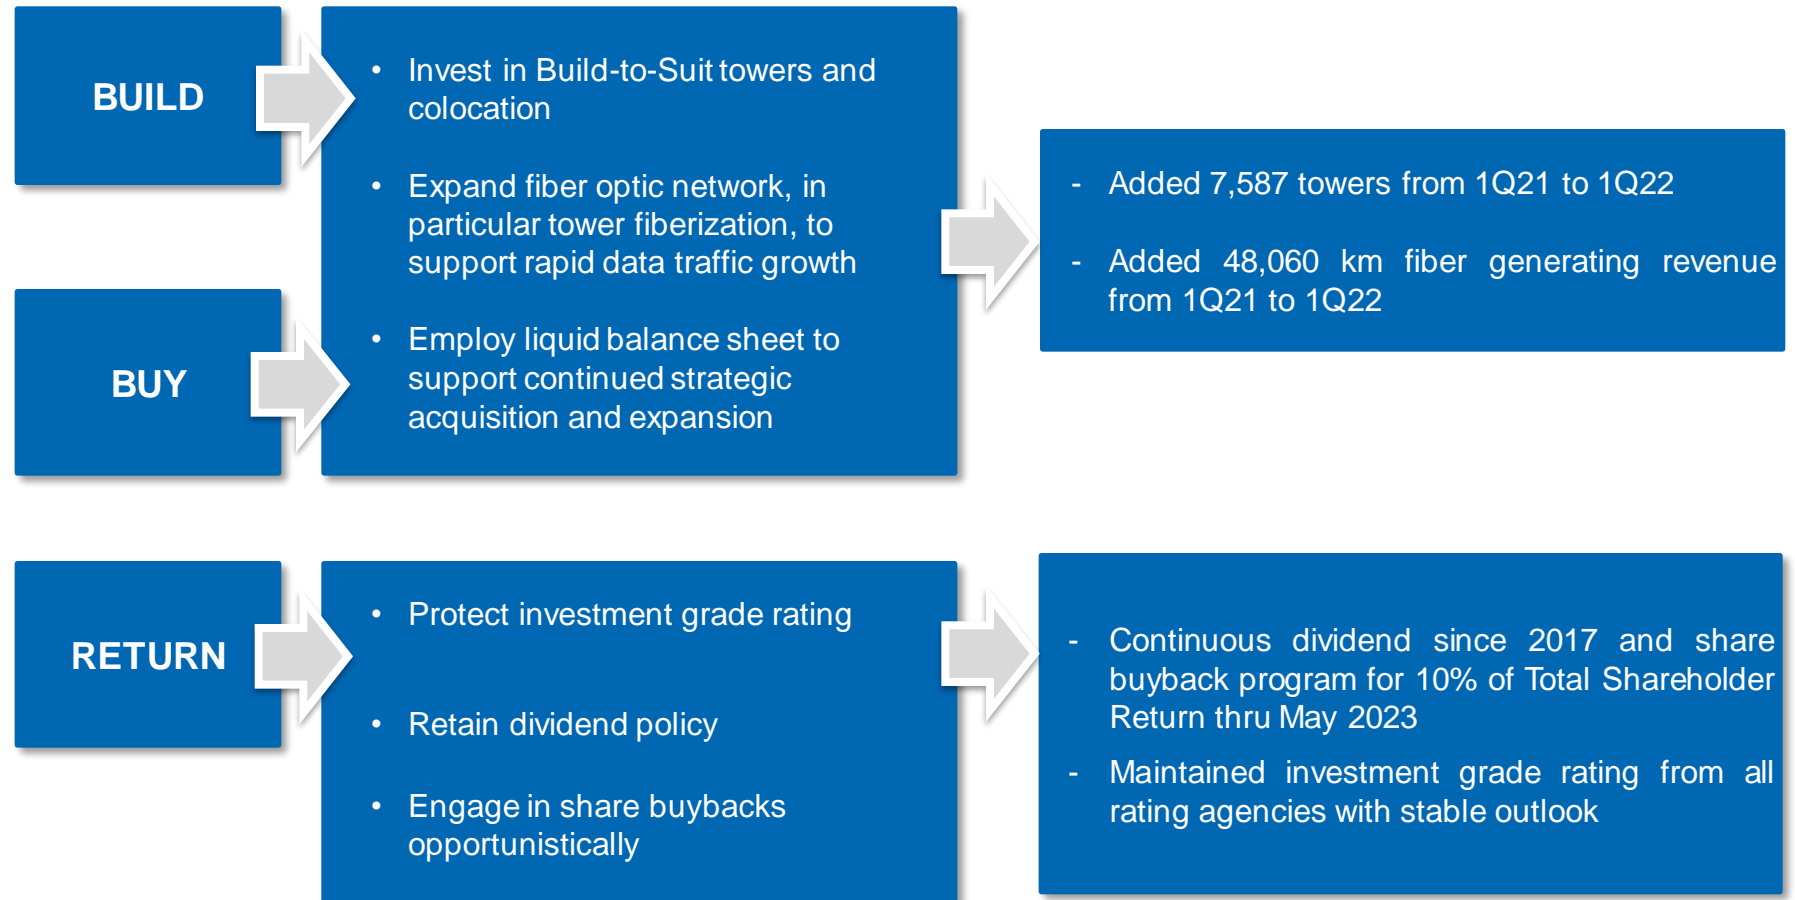 BUILD
• Invest in Build-to-Suit towers and
colocation
• Expand fiber optic network, in
particular tower fiberization, to
support rapid data traffic growth
BUY
• Employ liquid balance sheet to
support continued strategic
acquisition and expansion
- Added 7,587 towers from 1Q21 to 1Q22
- Added 48,060 km fiber generating revenue
from 1Q21 to 1Q22
RETURN
• Protect investment grade rating
• Retain dividend policy
• Engage in share buybacks
opportunistically
- Continuous dividend since 2017 and share
buyback program for 10% of Total Shareholder
Return thru May 2023
- Maintained investment grade rating from all
rating agencies with stable outlook